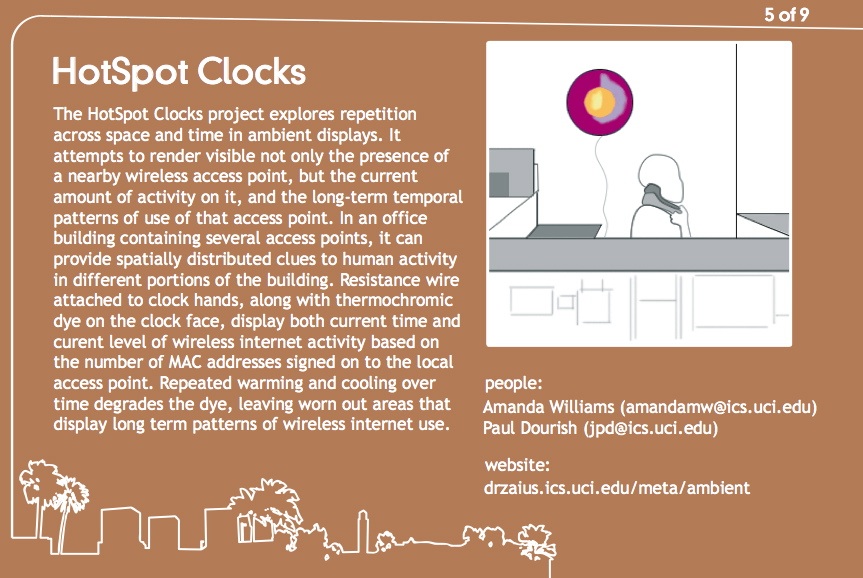 5 of 9
HotSpot Clocks
The HotSpot Clocks project explores repetition
across space and time in ambient displays. It
attempts to render visible not only the presence of
a nearby wireless access point, but the current
amount of activity on it, and the long-term temporal
patterns of use of that access point. In an office
building containing several access points, it can
provide spatially distributed clues to human activity
in different portions of the building. Resistance wire
attached to clock hands, along with thermochromic
dye on the clock face, display both current time and
curent level of wireless internet activity based on
the number of MAC addresses signed on to the local
access point. Repeated warming and cooling over
time degrades the dye, leaving worn out areas that
display long term patterns of wireless internet use.
people:
Amanda Williams (amandamw@ics.uci.edu)
Paul Dourish (jpd@ics.uci.edu)
website:
drzaius.ics.uci.edu/meta/ambient